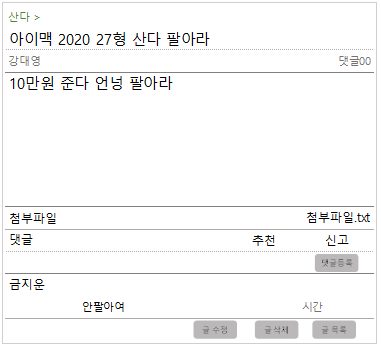 산다 >
아이맥 2020 27형 산다 팔아라
강대영 댓글00
10만원 준다 언넝 팔아라
첨부파일 첨부파일.txt
댓글 추천 신고
댓글등록
금지운
안팔아여 시간
글 수정 글삭제 글 목록